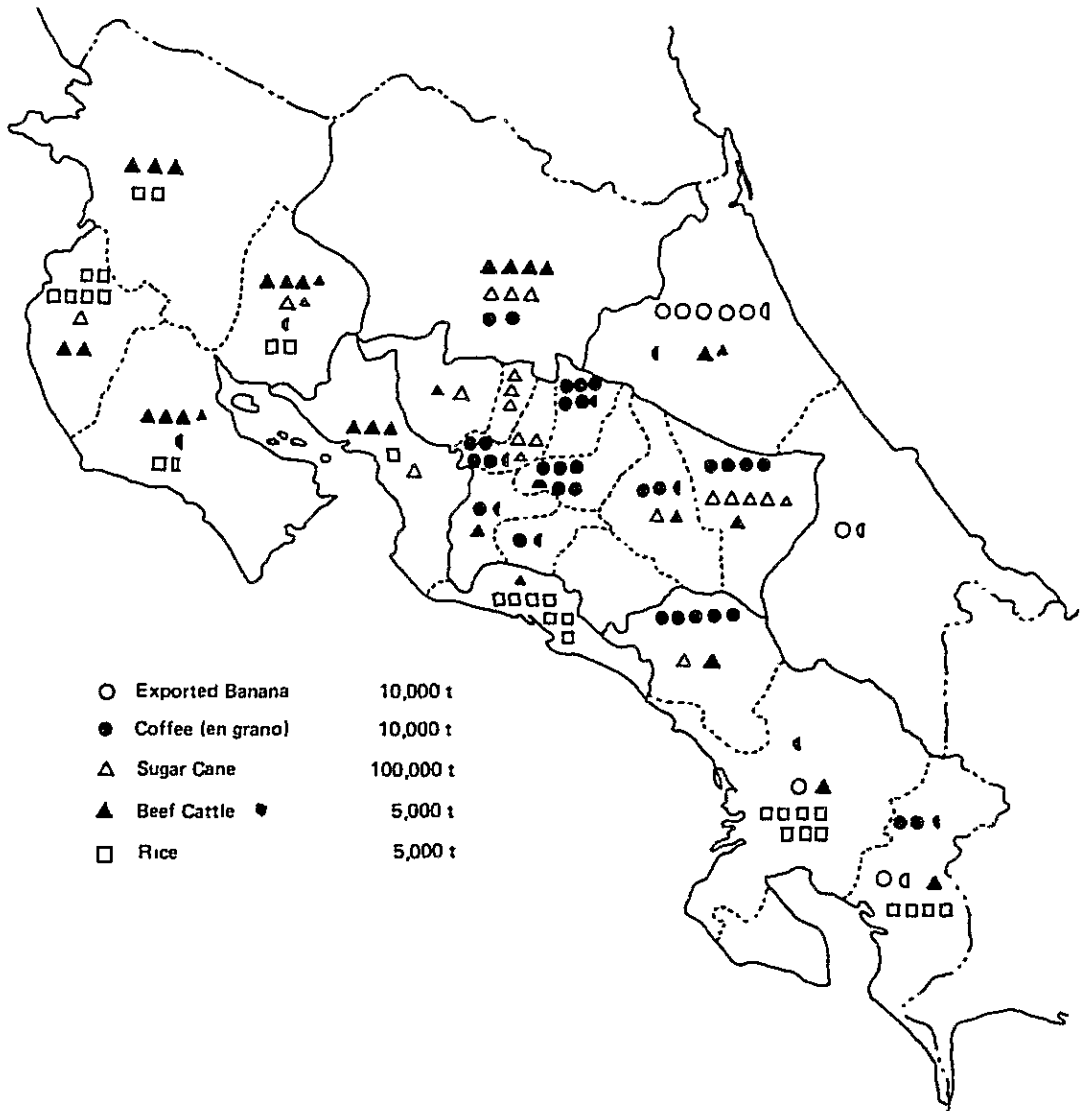 Exported Banana 10,000 t
Coffee (en grano) 10,000 t
Sugar Cane 100,000 t
Beef Cattle 5,000 t
Rice 5,000 t